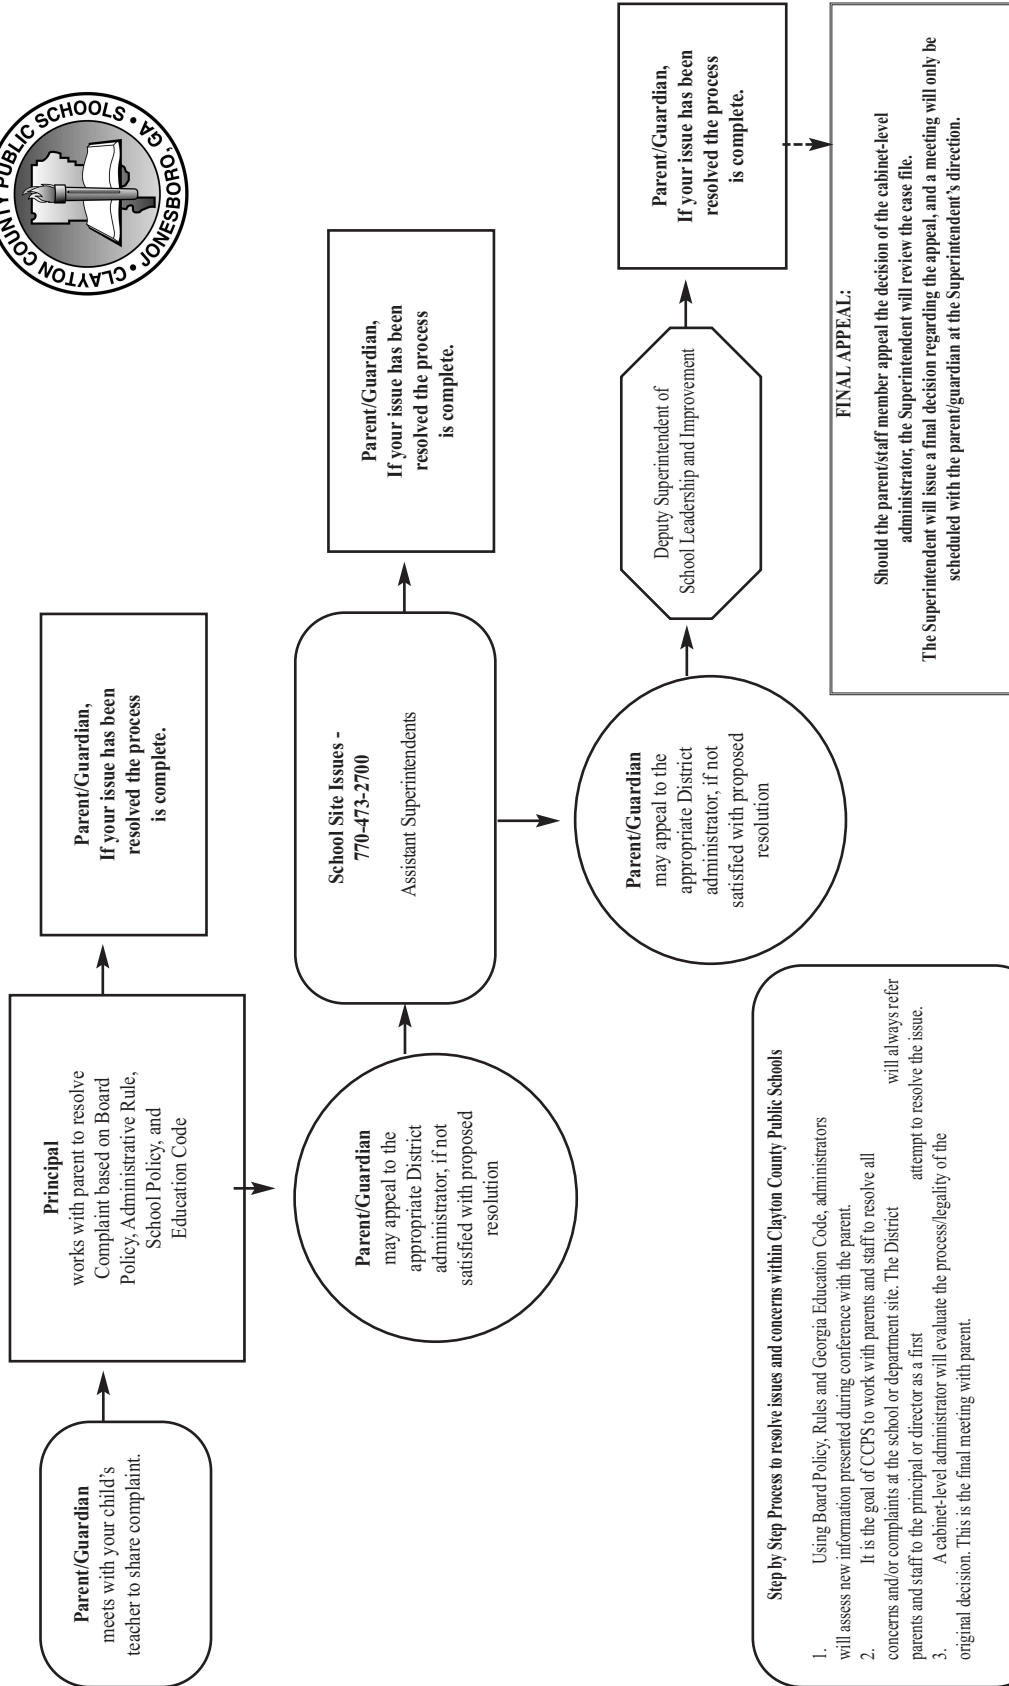 CLAYTON COUNTY PUBLIC SCHOOLS • JONESBORO, GA •
Parent/Guardian
meets with your child’s
teacher to share complaint.
Principal
works with parent to resolve
Complaint based on Board
Policy, Administrative Rule,
School Policy, and
Education Code
Parent/Guardian,
If your issue has been
resolved the process
is complete.
Parent/Guardian
may appeal to the
appropriate District
administrator, if not
satisfied with proposed
resolution
School Site Issues -
770-473-2700
Assistant Superintendents
Parent/Guardian,
If your issue has been
resolved the process
is complete.
Parent/Guardian
may appeal to the
appropriate District
administrator, if not
satisfied with proposed
resolution
Deputy Superintendent of
School Leadership and Improvement
Parent/Guardian,
If your issue has been
resolved the process
is complete.
Step by Step Process to resolve issues and concerns within Clayton County Public Schools
1. Using Board Policy, Rules and Georgia Education Code, administrators
will assess new information presented during conference with the parent.
2. It is the goal of CCPS to work with parents and staff to resolve all
concerns and/or complaints at the school or department site. The District will always refer
parents and staff to the principal or director as a first attempt to resolve the issue.
3. A cabinet-level administrator will evaluate the process/legality of the
original decision. This is the final meeting with parent.
FINAL APPEAL:
Should the parent/staff member appeal the decision of the cabinet-level
administrator, the Superintendent will review the case file.
The Superintendent will issue a final decision regarding the appeal, and a meeting will only be
scheduled with the parent/guardian at the Superintendent’s direction.